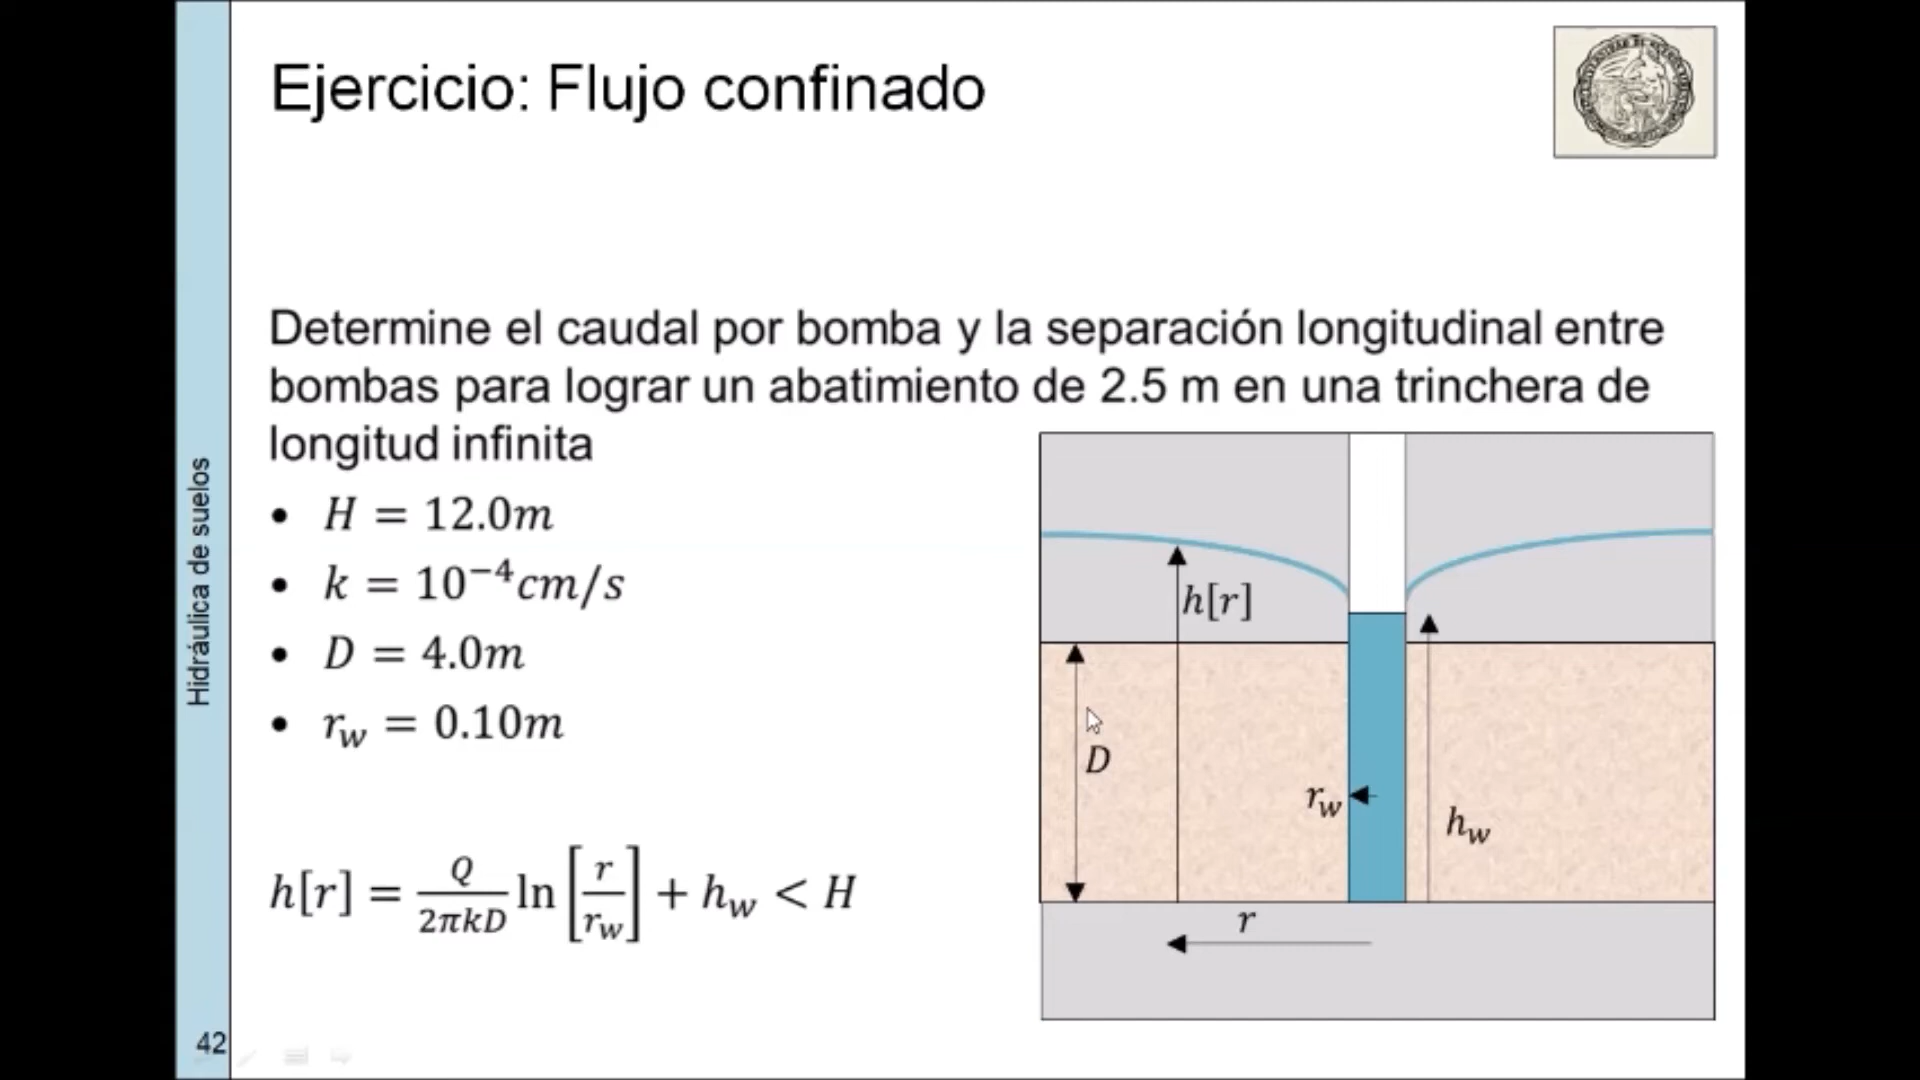 Ejercicio: Flujo confinado
Determine el caudal por bomba y la separación longitudinal entre
bombas para lograr un abatimiento de 2.5 m en una trinchera de
longitud infinita
• H = 12.0m
• k = 10⁻⁴cm/s
• D = 4.0m
• r_w = 0.10m
h[r] = Q/(2πkD) ln[r/r_w] + h_w < H
h[r]
D
r_w
h_w
r
Hidráulica de suelos
42